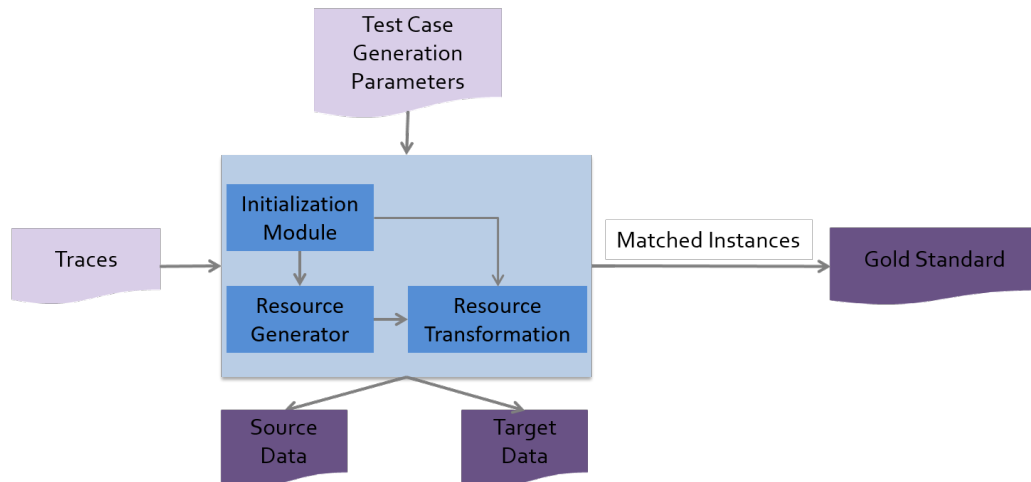 Test Case
Generation
Parameters
Initialization
Module
Matched Instances
Traces
Gold Standard
Resource
Generator
Resource
Transformation
Source
Data
Target
Data